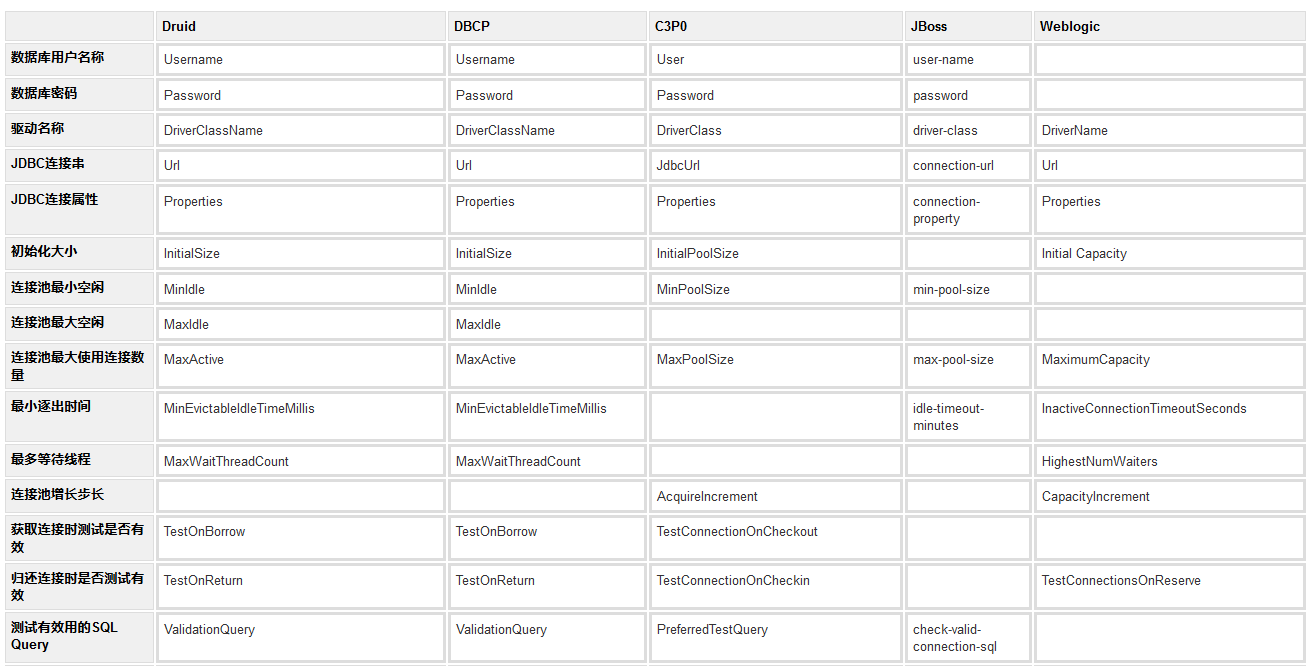 Druid DBCP C3P0 JBoss Weblogic
数据库用户名称 Username Username User user-name
数据库密码 Password Password Password password
驱动名称 DriverClassName DriverClassName DriverClass driver-class DriverName
JDBC连接串 Url Url JdbcUrl connection-url Url
JDBC连接属性 Properties Properties Properties connection- Properties
property
初始化大小 InitialSize InitialSize InitialPoolSize Initial Capacity
连接池最小空闲 MinIdle MinIdle MinPoolSize min-pool-size
连接池最大空闲 MaxIdle MaxIdle
连接池最大使用连接数 MaxActive MaxActive MaxPoolSize max-pool-size MaximumCapacity
量
最小逐出时间 MinEvictableIdleTimeMillis MinEvictableIdleTimeMillis idle-timeout- InactiveConnectionTimeoutSeconds
minutes
最多等待线程 MaxWaitThreadCount MaxWaitThreadCount HighestNumWaiters
连接池增长步长 AcquireIncrement CapacityIncrement
获取连接时测试是否有 TestOnBorrow TestOnBorrow TestConnectionOnCheckout
效
归还连接时是否测试有 TestOnReturn TestOnReturn TestConnectionOnCheckin TestConnectionsOnReserve
效
测试有效用的SQL ValidationQuery ValidationQuery PreferredTestQuery check-valid-
Query connection-sql